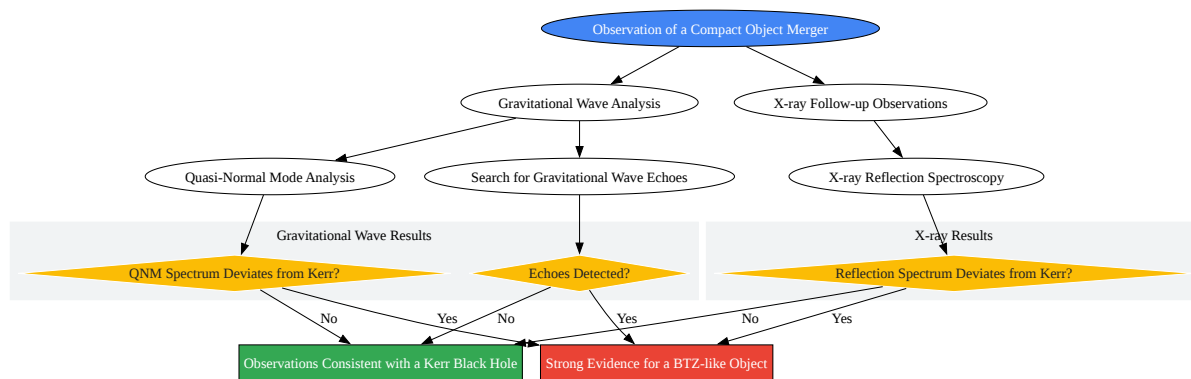 Observation of a Compact Object Merger
Gravitational Wave Analysis
X-ray Follow-up Observations
Quasi-Normal Mode Analysis
Search for Gravitational Wave Echoes
X-ray Reflection Spectroscopy
Gravitational Wave Results
X-ray Results
QNM Spectrum Deviates from Kerr?
Echoes Detected?
Reflection Spectrum Deviates from Kerr?
No
Yes
No
Yes
No
Yes
Observations Consistent with a Kerr Black Hole
Strong Evidence for a BTZ-like Object